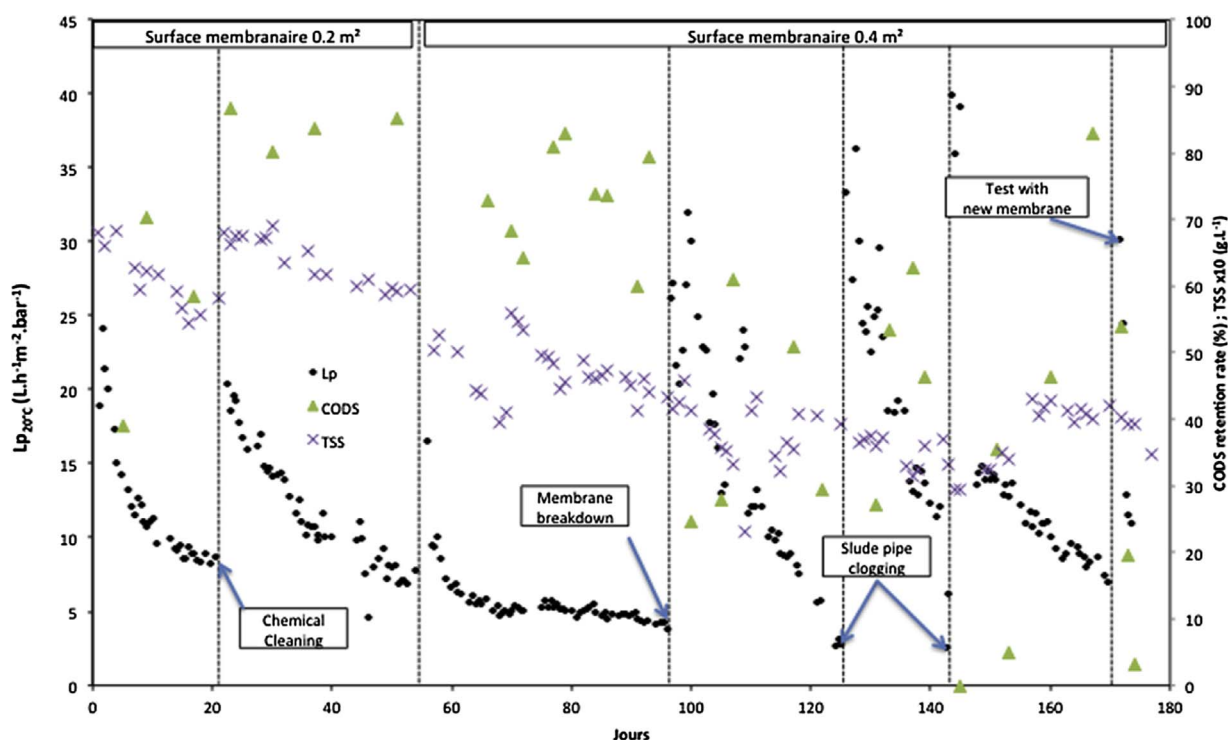 Surface membranaire 0.2 m²
Surface membranaire 0.4 m²
Lp20°C (L.h-1m-2.bar-1)
45
40
35
30
25
20
15
10
5
0
CODS retention rate (%) ; TSS x10 (g.l-1)
100
90
80
70
60
50
40
30
20
10
0
Lp
CODS
TSS
Chemical
Cleaning
Membrane
breakdown
Slude pipe
clogging
Test with
new membrane
0
20
40
60
80
100
120
140
160
180
Jours